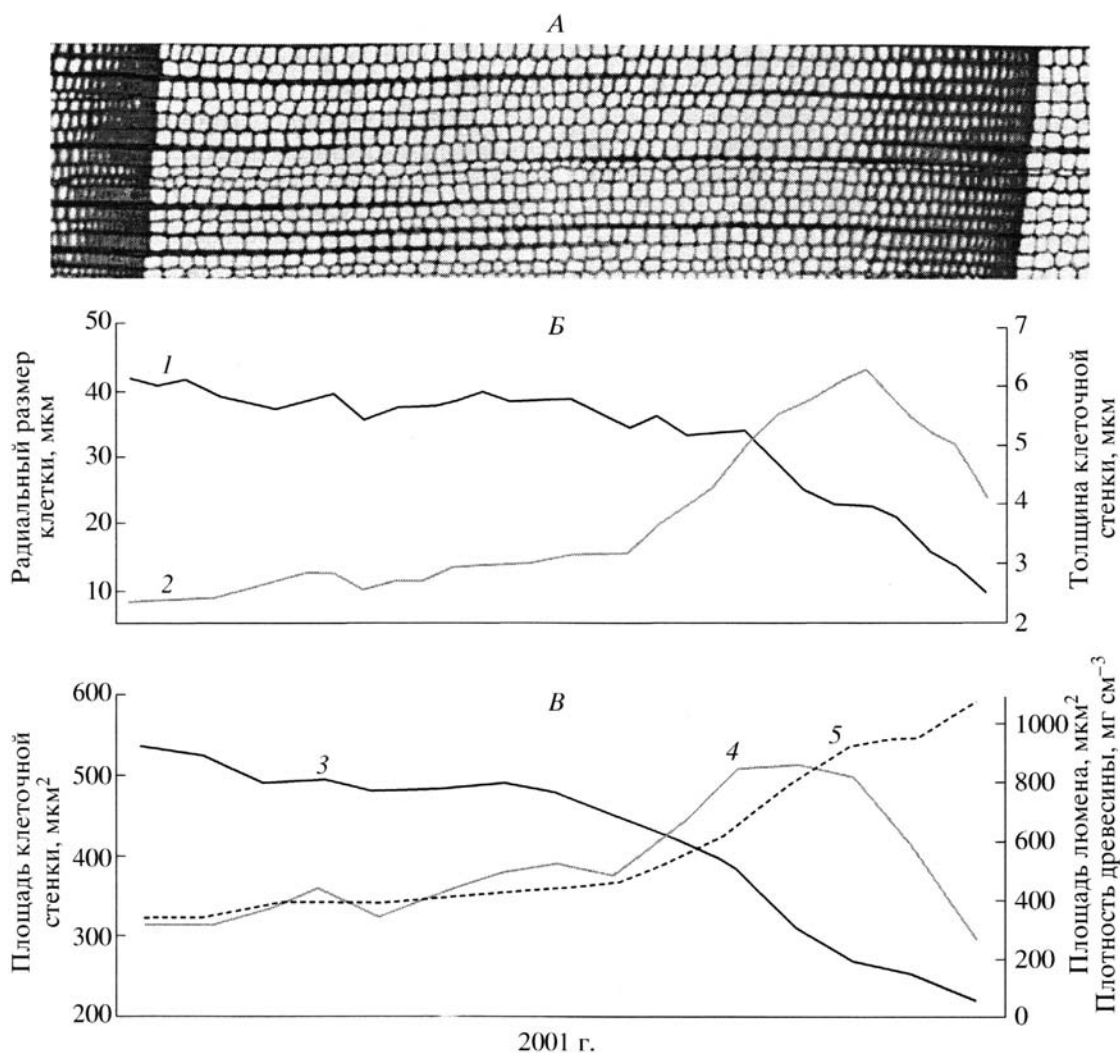 А
Б
50
40
30
20
10
Радиальный размер
клетки, мкм
1
2
7
6
5
4
3
2
Толщина клеточной
стенки, мкм
В
600
500
400
300
200
Площадь клеточной
стенки, мкм²
3
4
5
1000
800
600
400
200
0
Площадь люмена, мкм²
Плотность древесины, мг см⁻³
2001 г.